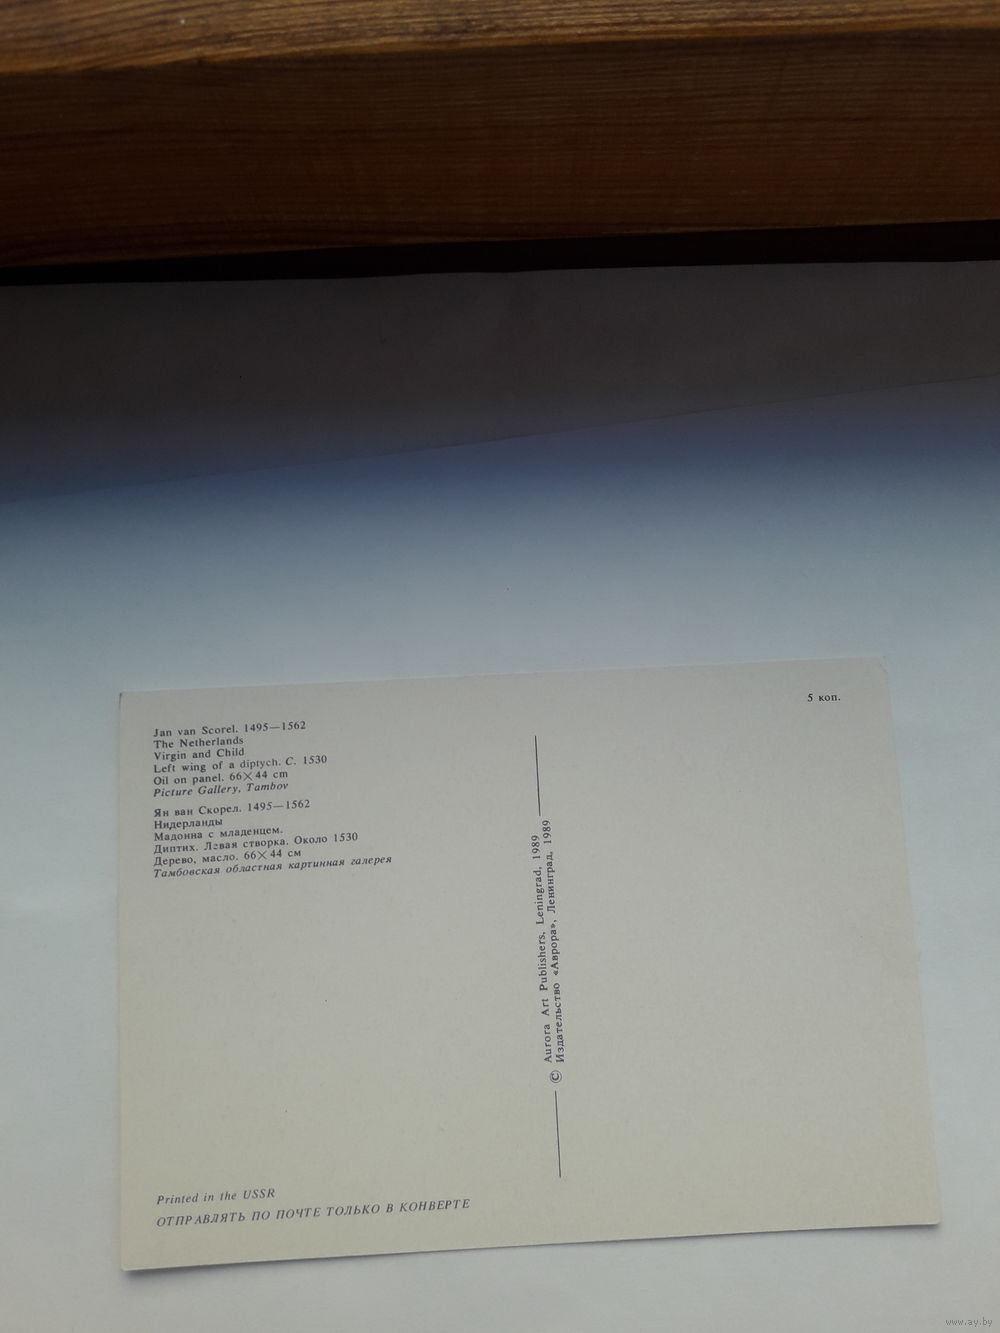 5 коп.
Jan van Scorel. 1495—1562
The Netherlands
Virgin and Child
Left wing of a diptych. C. 1530
Oil on panel. 66×44 cm
Picture Gallery, Tambov
Ян ван Скорел. 1495—1562
Нидерланды
Мадонна с младенцем.
Диптих. Левая створка. Около 1530
Дерево, масло. 66×44 см
Тамбовская областная картинная галерея
© Aurora Art Publishers, Leningrad, 1989
Издательство «Аврора», Ленинград, 1989
Printed in the USSR
ОТПРАВЛЯТЬ ПО ПОЧТЕ ТОЛЬКО В КОНВЕРТЕ
www.ay.by